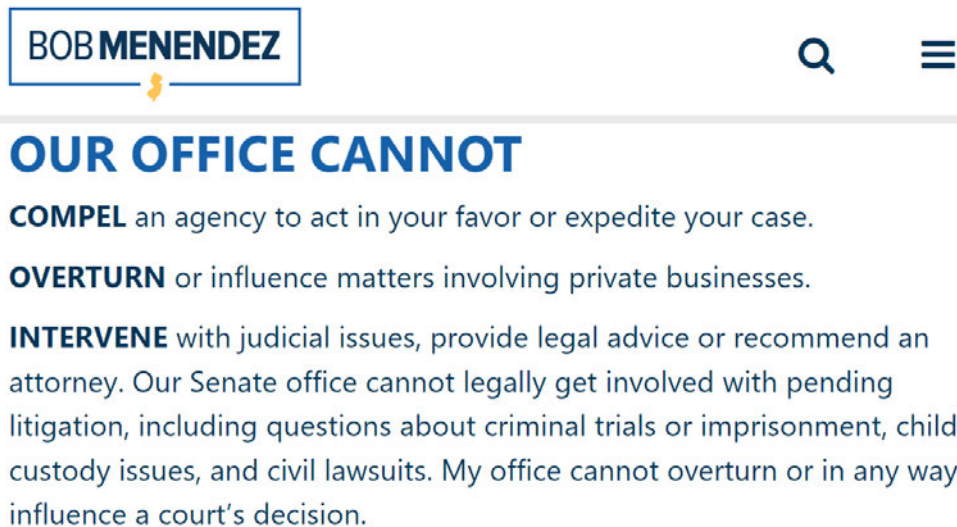 BOB MENENDEZ
OUR OFFICE CANNOT
COMPEL an agency to act in your favor or expedite your case.
OVERTURN or influence matters involving private businesses.
INTERVENE with judicial issues, provide legal advice or recommend an
attorney. Our Senate office cannot legally get involved with pending
litigation, including questions about criminal trials or imprisonment, child
custody issues, and civil lawsuits. My office cannot overturn or in any way
influence a court's decision.